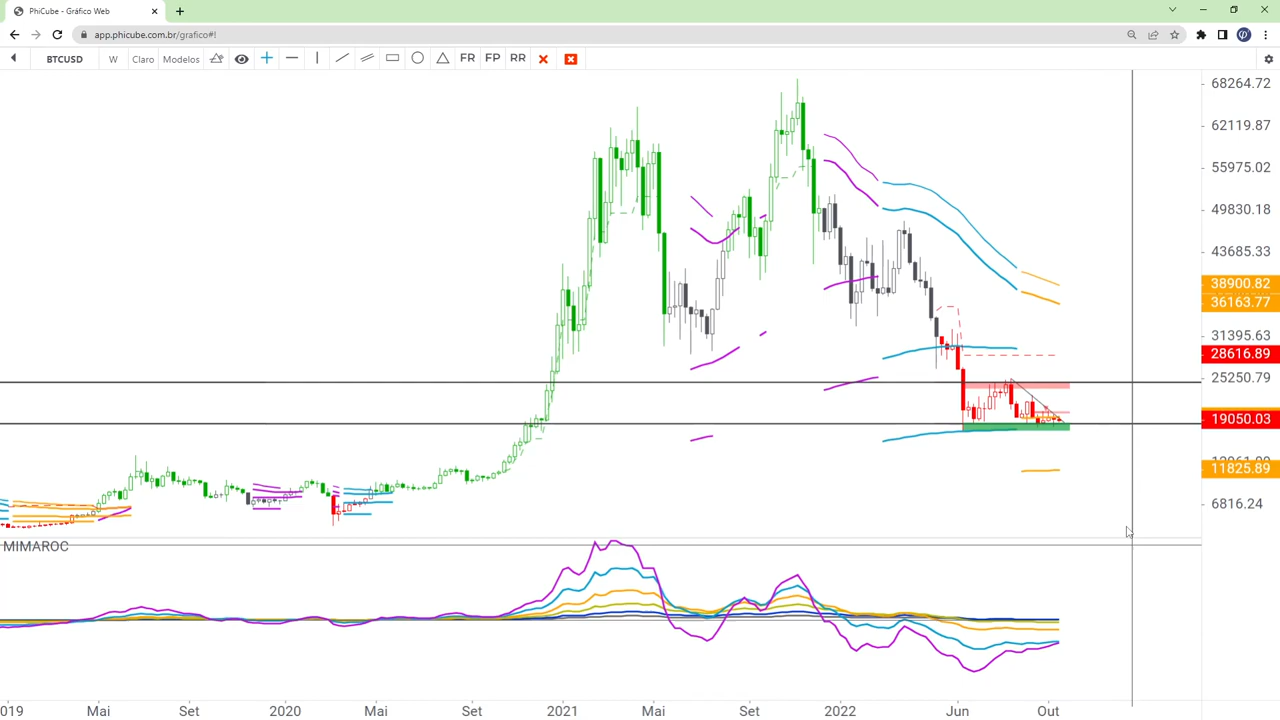 PhiCube - Gráfico Web
app.phicube.com.br/grafico#!
BTCUSD W Claro Modelos FR FP RR
68264.72
62119.87
55975.02
49830.18
43685.33
38900.82
36163.77
31395.63
28616.89
25250.79
19050.03
11825.89
6816.24
MIMAROC
019 Mai Set 2020 Mai Set 2021 Mai Set 2022 Jun Out